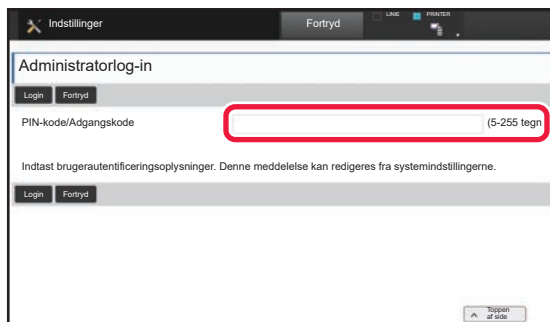 Indstillinger Fortryd LINIE PRINTER
Administratorlog-in
Login Fortryd
PIN-kode/Adgangskode (5-255 tegn
Indtast brugerautentificeringsoplysninger. Denne meddelelse kan redigeres fra systemindstillingerne.
Login Fortryd
Toppen
af side